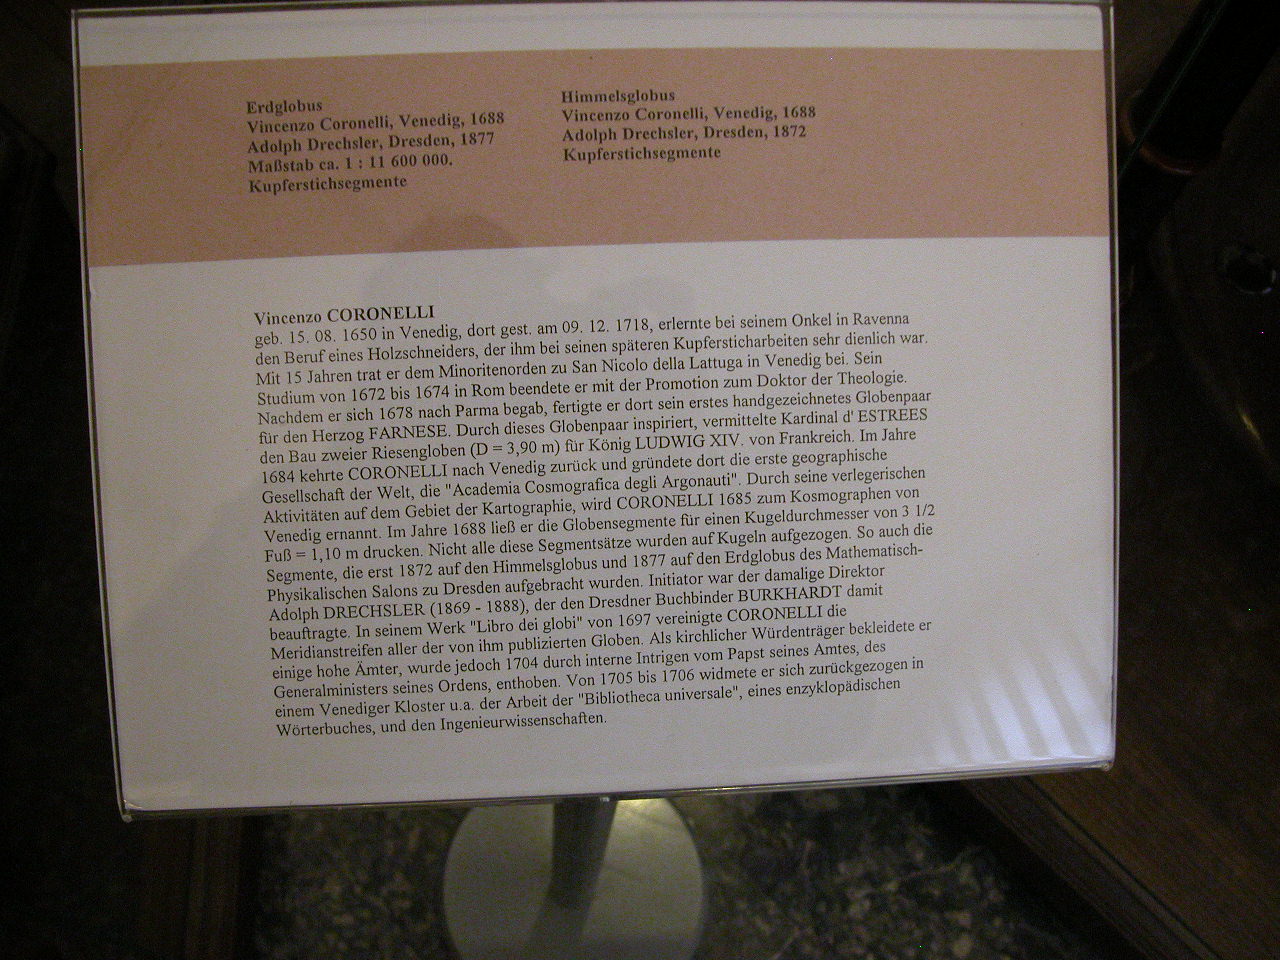 Erdglobus
Vincenzo Coronelli, Venedig, 1688
Adolph Drechsler, Dresden, 1877
Maßstab ca. 1 : 11 600 000.
Kupferstichsegmente
Himmelsglobus
Vincenzo Coronelli, Venedig, 1688
Adolph Drechsler, Dresden, 1872
Kupferstichsegmente
Vincenzo CORONELLI
geb. 15. 08. 1650 in Venedig, dort gest. am 09. 12. 1718, erlernte bei seinem Onkel in Ravenna
den Beruf eines Holzschneiders, der ihm bei seinen späteren Kupfersticharbeiten sehr dienlich war.
Mit 15 Jahren trat er dem Minoritenorden zu San Nicolo della Lattuga in Venedig bei. Sein
Studium von 1672 bis 1674 in Rom beendete er mit der Promotion zum Doktor der Theologie.
Nachdem er sich 1678 nach Parma begab, fertigte er dort sein erstes handgezeichnetes Globenpaar
für den Herzog FARNESE. Durch dieses Globenpaar inspiriert, vermittelte Kardinal d' ESTREES
den Bau zweier Riesengloben (D = 3,90 m) für König LUDWIG XIV. von Frankreich. Im Jahre
1684 kehrte CORONELLI nach Venedig zurück und gründete dort die erste geographische
Gesellschaft der Welt, die "Academia Cosmografica degli Argonauti". Durch seine verlegerischen
Aktivitäten auf dem Gebiet der Kartographie, wird CORONELLI 1685 zum Kosmographen von
Venedig ernannt. Im Jahre 1688 ließ er die Globensegmente für einen Kugeldurchmesser von 3 1/2
Fuß = 1,10 m drucken. Nicht alle diese Segmentsätze wurden auf Kugeln aufgezogen. So auch die
Segmente, die erst 1872 auf den Himmelsglobus und 1877 auf den Erdglobus des Mathematisch-
Physikalischen Salons zu Dresden aufgebracht wurden. Initiator war der damalige Direktor
Adolph DRECHSLER (1869 - 1888), der den Dresdner Buchbinder BURKHARDT damit
beauftragte. In seinem Werk "Libro dei globi" von 1697 vereinigte CORONELLI die
Meridianstreifen aller der von ihm publizierten Globen. Als kirchlicher Würdenträger bekleidete er
einige hohe Ämter, wurde jedoch 1704 durch interne Intrigen vom Papst seines Amtes, des
Generalministers seines Ordens, enthoben. Von 1705 bis 1706 widmete er sich zurückgezogen in
einem Venediger Kloster u.a. der Arbeit der "Bibliotheca universale", eines enzyklopädischen
Wörterbuches, und den Ingenieurwissenschaften.